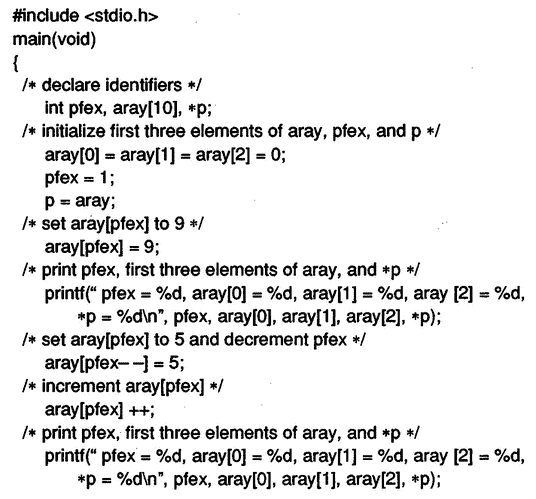 #include <stdio.h>
main(void)
{
/* declare identifiers */
int pfex, aray[10], *p;
/* initialize first three elements of aray, pfex, and p */
aray[0] = aray[1] = aray[2] = 0;
pfex = 1;
p = aray;
/* set aray[pfex] to 9 */
aray[pfex] = 9;
/* print pfex, first three elements of aray, and *p */
printf(“ pfex = %d, aray[0] = %d, aray[1] = %d, aray [2] = %d,
*p = %d\n”, pfex, aray[0], aray[1], aray[2], *p);
/* set aray[pfex] to 5 and decrement pfex */
aray[pfex– –] = 5;
/* increment aray[pfex] */
aray[pfex] ++;
/* print pfex, first three elements of aray, and *p */
printf(“ pfex = %d, aray[0] = %d, aray[1] = %d, aray [2] = %d,
*p = %d\n”, pfex, aray[0], aray[1], aray[2], *p);